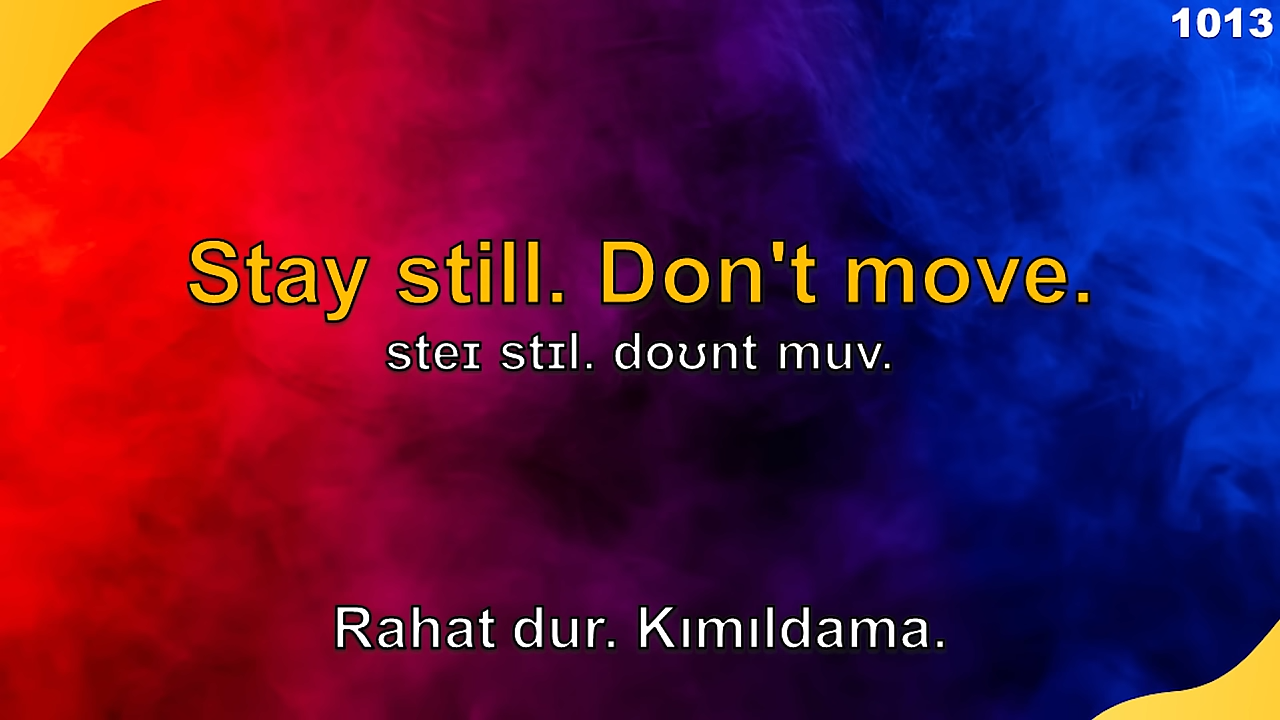 1013
Stay still. Don't move.
steɪ stɪl. doʊnt muv.
Rahat dur. Kımıldama.